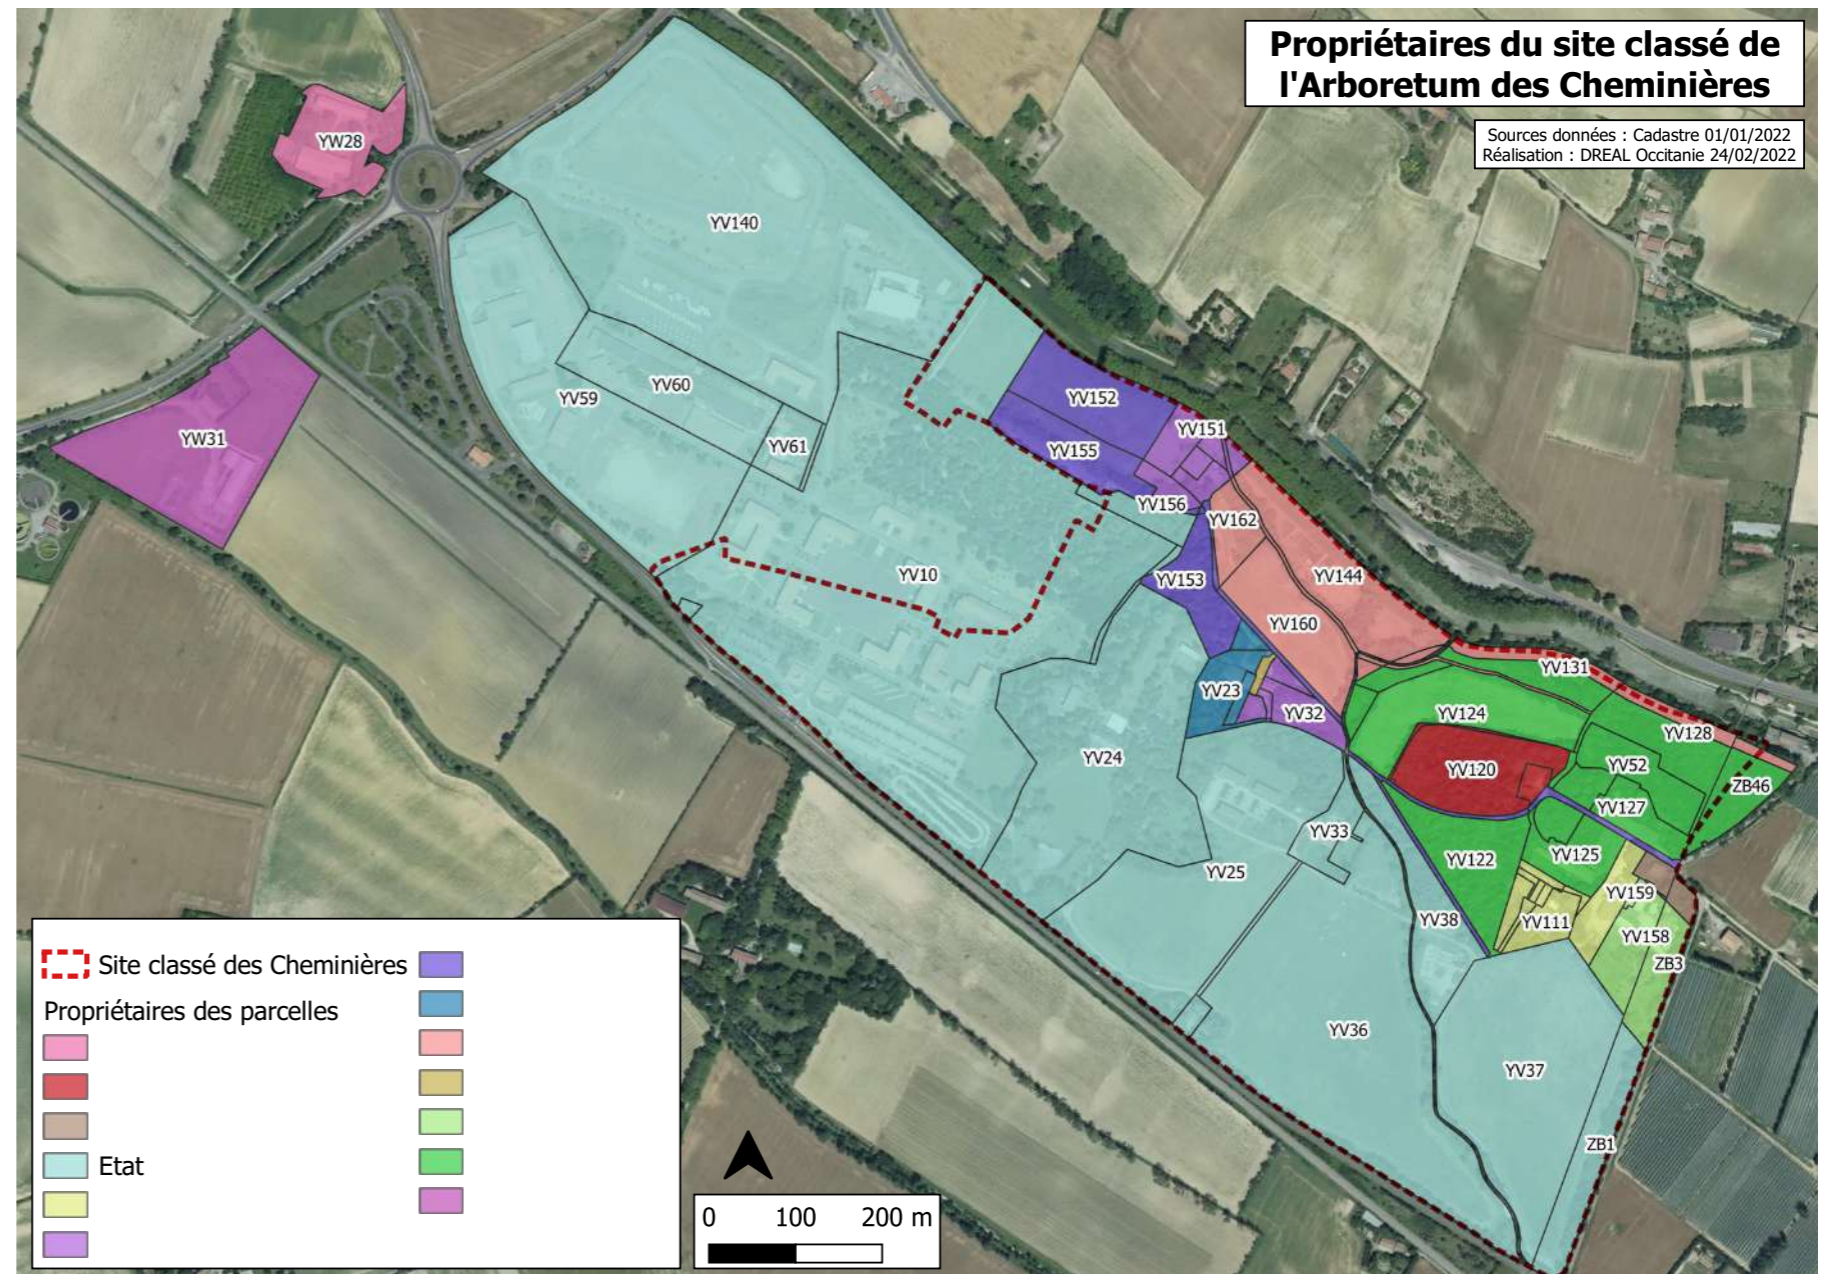 Propriétaires du site classé de
l'Arboretum des Cheminières
Sources données : Cadastre 01/01/2022
Réalisation : DREAL Occitanie 24/02/2022
YW28
YV140
YV60
YV59
YV152
YV151
YW31
YV61
YV155
YV156
YV162
YV10
YV153
YV144
YV160
YV131
YV23
YV32
YV124
YV128
YV24
YV120
YV52
ZB46
YV127
YV33
YV122
YV125
YV25
YV159
YV38
YV111
YV158
ZB3
YV36
YV37
ZB1
Site classé des Cheminières
Propriétaires des parcelles
Etat
0 100 200 m